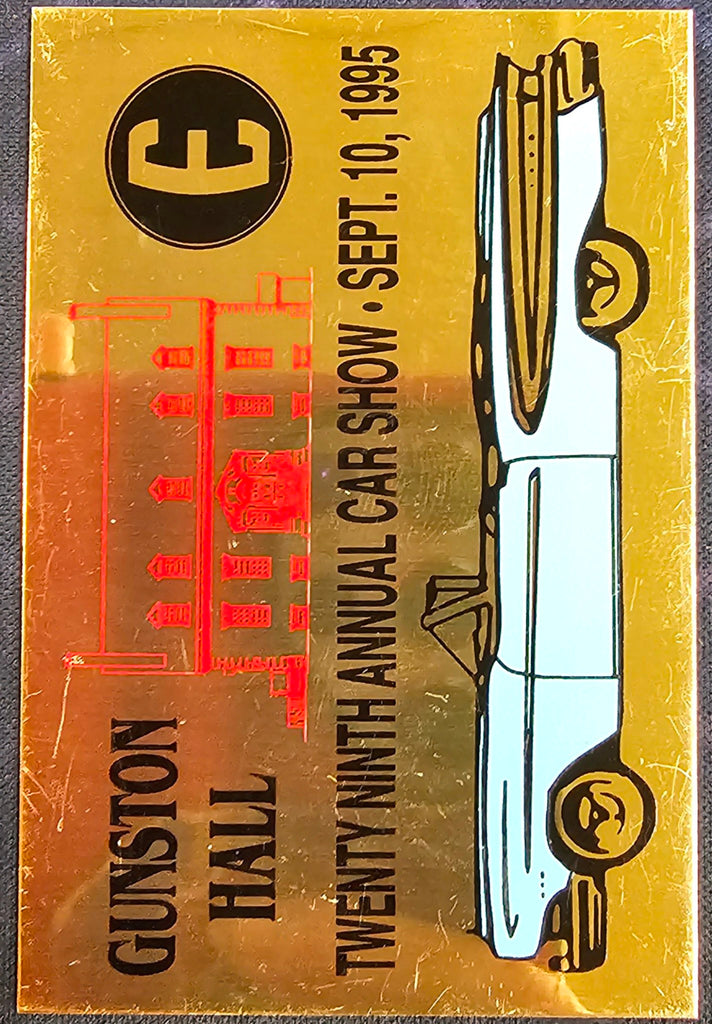 GUNSTON
HALL
E
TWENTY NINTH ANNUAL CAR SHOW • SEPT. 10, 1995